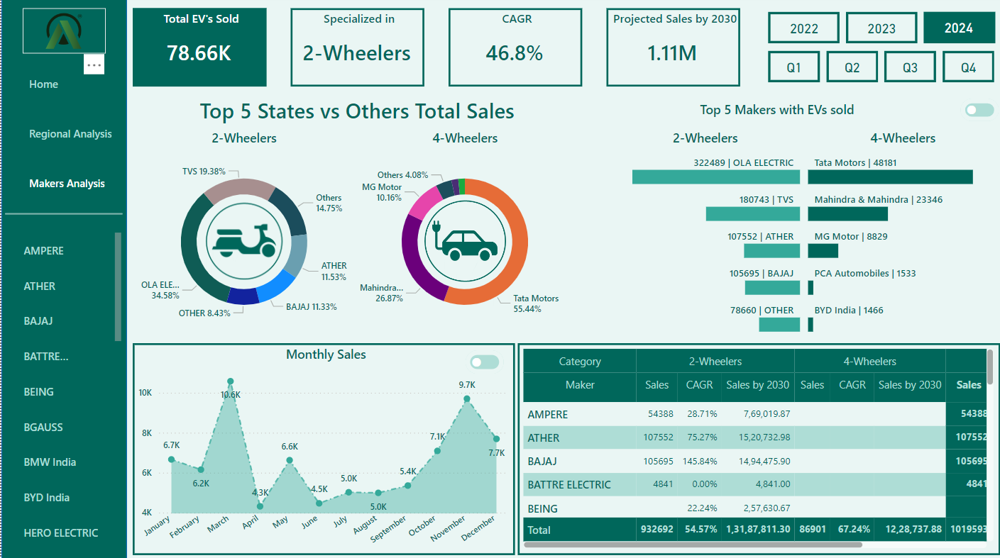 Total EV's Sold
78.66K
Specialized in
2-Wheelers
CAGR
46.8%
Projected Sales by 2030
1.11M
2022
2023
2024
Q1
Q2
Q3
Q4
Home
Regional Analysis
Makers Analysis
AMPERE
ATHER
BAJAJ
BATTRE...
BEING
BGAUSS
BMW India
BYD India
HERO ELECTRIC
Top 5 States vs Others Total Sales
2-Wheelers
TVS 19.38%
Others
14.75%
ATHER
11.53%
BAJAJ 11.33%
OTHER 8.43%
OLA ELE...
34.58%
4-Wheelers
Others 4.08%
MG Motor
10.16%
Mahindra...
26.87%
Tata Motors
55.44%
Top 5 Makers with EVs sold
2-Wheelers
4-Wheelers
322489 | OLA ELECTRIC
Tata Motors | 48181
180743 | TVS
Mahindra & Mahindra | 23346
107552 | ATHER
MG Motor | 8829
105695 | BAJAJ
PCA Automobiles | 1533
78660 | OTHER
BYD India | 1466
Monthly Sales
10K
8K
6K
4K
6.7K
6.2K
10.6K
4.3K
6.6K
4.5K
5.0K
5.0K
5.4K
7.1K
9.7K
7.7K
January
February
March
April
May
June
July
August
September
October
November
December
Category 2-Wheelers 4-Wheelers
Maker Sales CAGR Sales by 2030 Sales CAGR Sales by 2030 Sales
AMPERE 54388 28.71% 7,69,019.87 54388
ATHER 107552 75.27% 15,20,732.98 107552
BAJAJ 105695 145.84% 14,94,475.90 105695
BATTRE ELECTRIC 4841 0.00% 4,841.00 4841
BEING 22.24% 2,57,630.67
Total 932692 54.57% 1,31,87,811.30 86901 67.24% 12,28,737.88 1019593